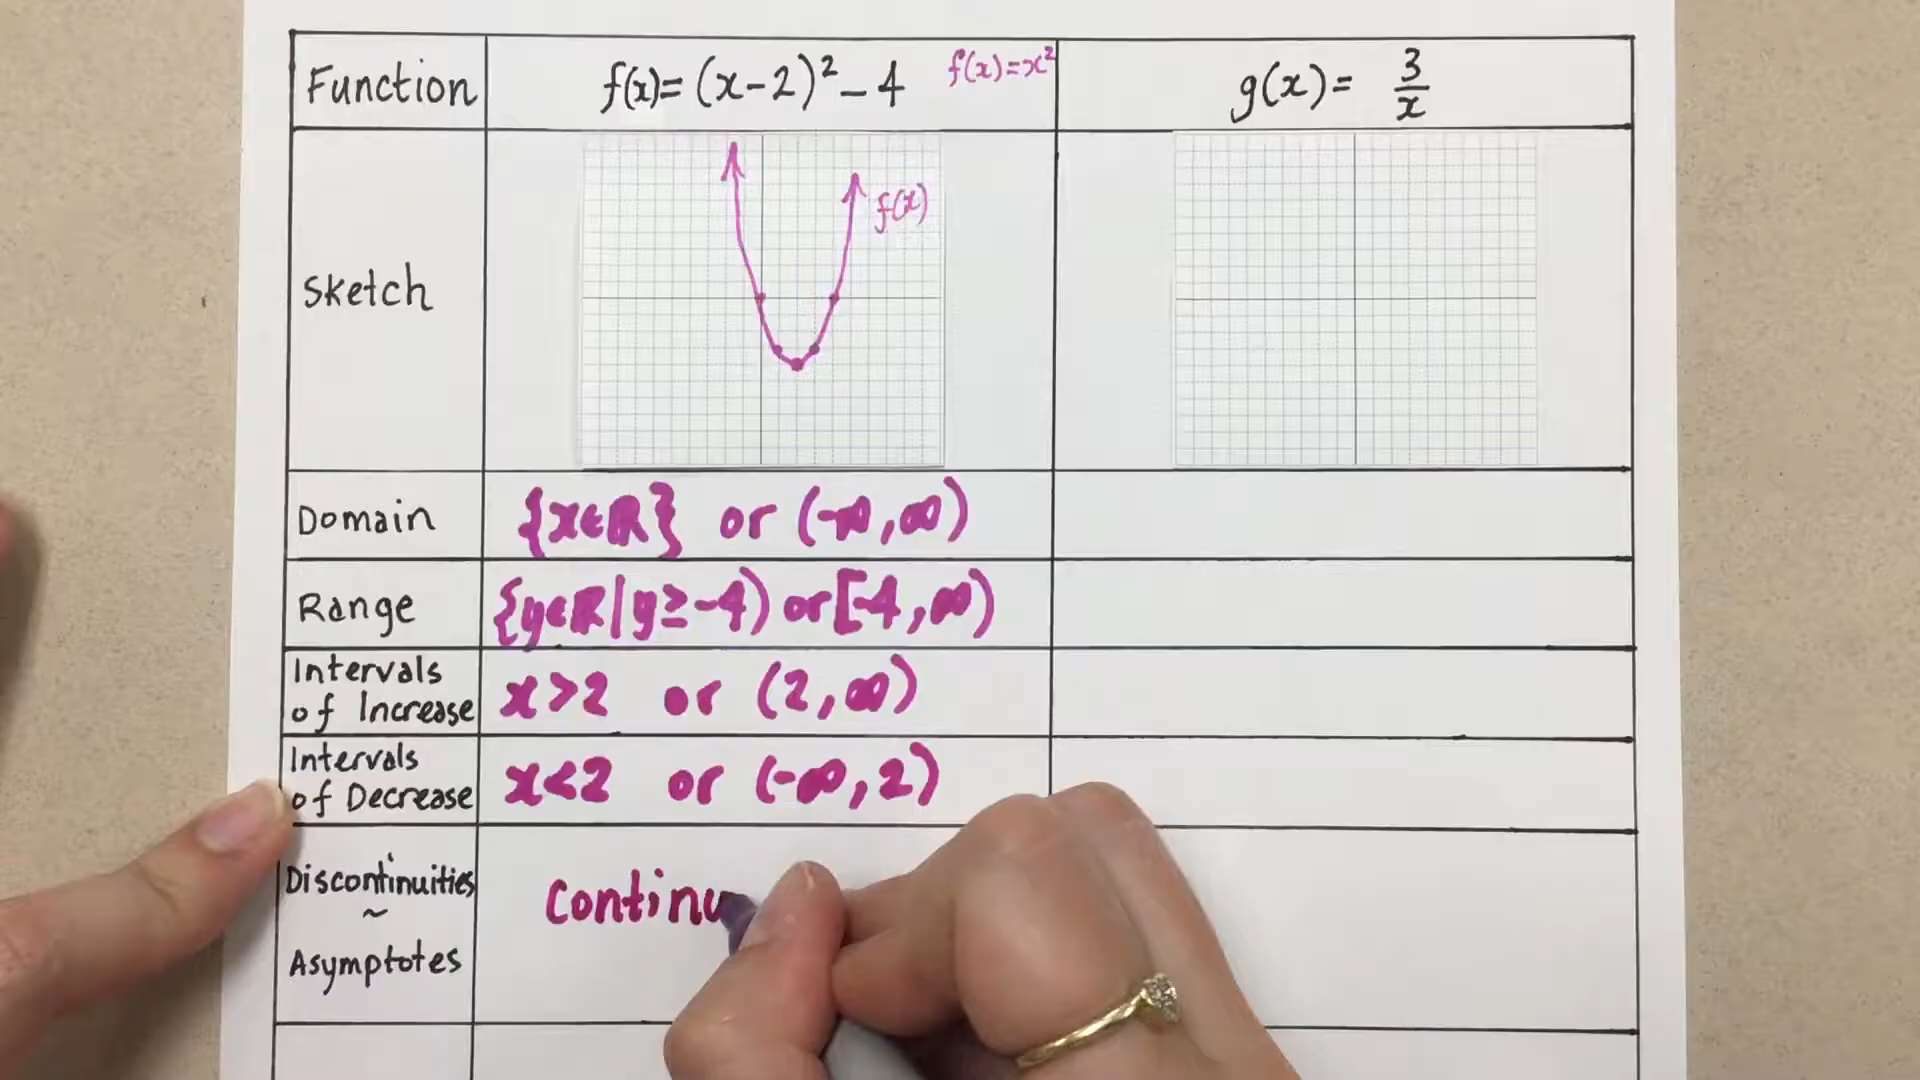 Function
f(x)= (x-2)² - 4
f(x)=x²
g(x)= 3/x
Sketch
f(x)
Domain
{x∈ℝ} or (-∞,∞)
Range
{y∈ℝ|y≥-4) or [-4,∞)
Intervals
of Increase
x>2 or (2,∞)
Intervals
of Decrease
x<2 or (-∞,2)
Discontinuities
~
Asymptotes
Continu